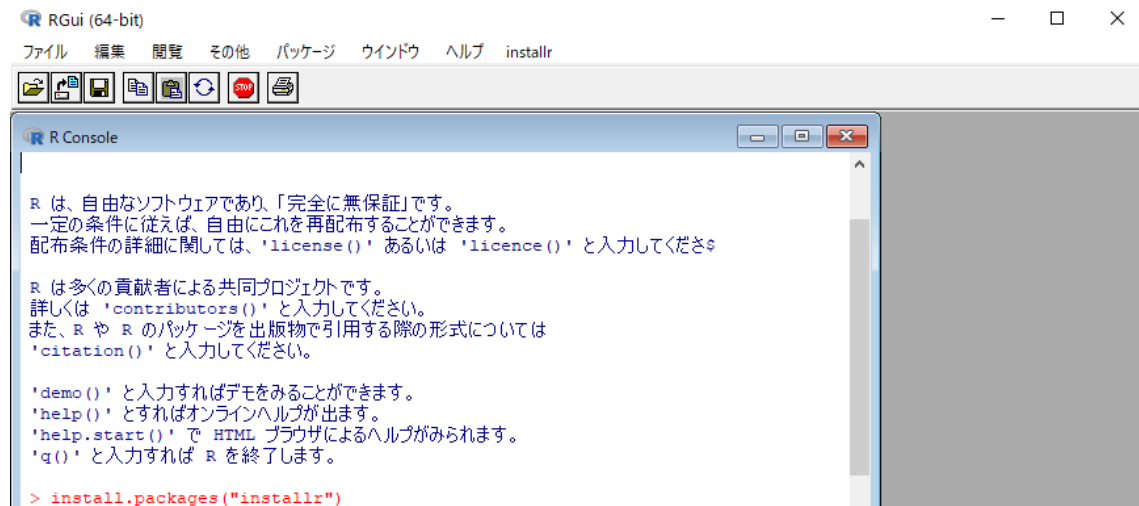 RGui (64-bit)
ファイル 編集 閲覧 その他 パッケージ ウインドウ ヘルプ installr
STOP
R Console
R は、自由なソフトウェアであり、「完全に無保証」です。
一定の条件に従えば、自由にこれを再配布することができます。
配布条件の詳細に関しては、'license()' あるいは 'licence()' と入力してくださ$
R は多くの貢献者による共同プロジェクトです。
詳しくは 'contributors()' と入力してください。
また、R や R のパッケージを出版物で引用する際の形式については
'citation()' と入力してください。
'demo()' と入力すればデモをみることができます。
'help()' とすればオンラインヘルプが出ます。
'help.start()' で HTML ブラウザによるヘルプがみられます。
'q()' と入力すれば R を終了します。
> install.packages("installr")